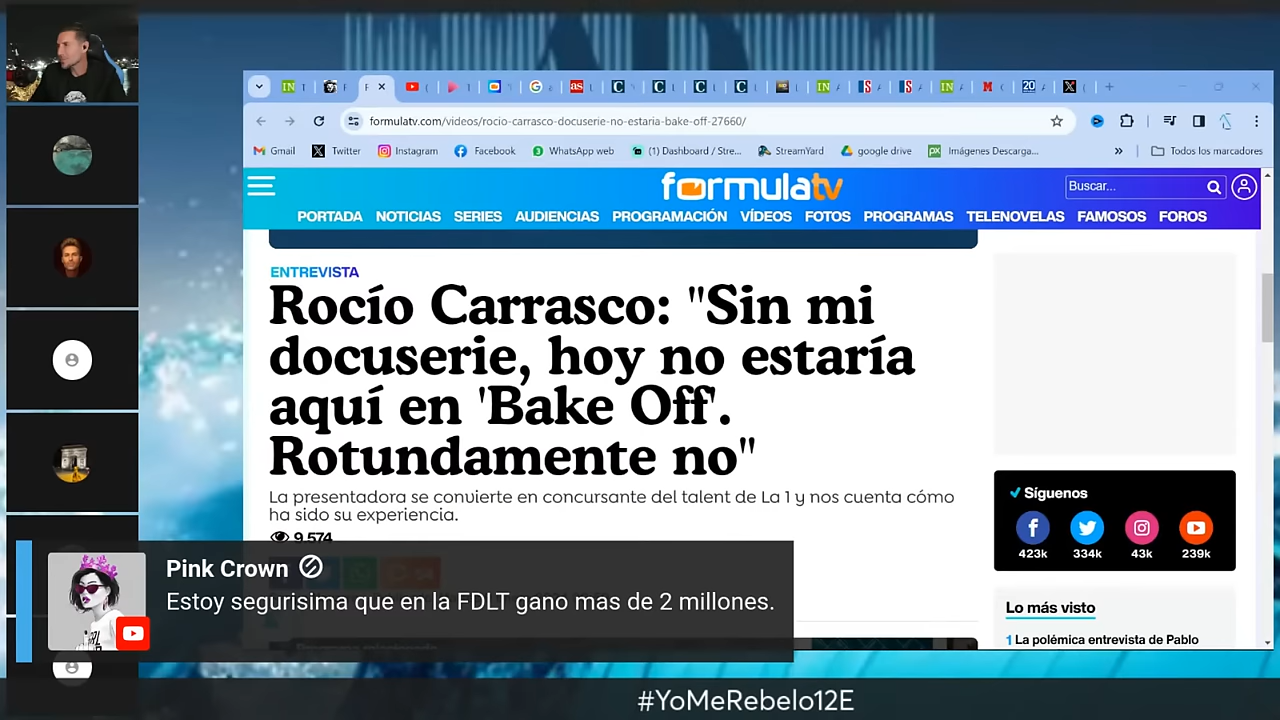 formulatv.com/videos/rocio-carrasco-docuserie-no-estaria-bake-off-27660/
Gmail
Twitter
Instagram
Facebook
WhatsApp web
(1) Dashboard / Stre...
StreamYard
google drive
Imágenes Descarga...
»
Todos los marcadores
formulatv
Buscar...
PORTADA NOTICIAS SERIES AUDIENCIAS PROGRAMACIÓN VÍDEOS FOTOS PROGRAMAS TELENOVELAS FAMOSOS FOROS
ENTREVISTA
Rocío Carrasco: "Sin mi
docuserie, hoy no estaría
aquí en 'Bake Off'.
Rotundamente no"
La presentadora se convierte en concursante del talent de La 1 y nos cuenta cómo
ha sido su experiencia.
9.574
Síguenos
423k 334k 43k 239k
Lo más visto
1 La polémica entrevista de Pablo
Pink Crown
Estoy segurisima que en la FDLT gano mas de 2 millones.
#YoMeRebelo12E